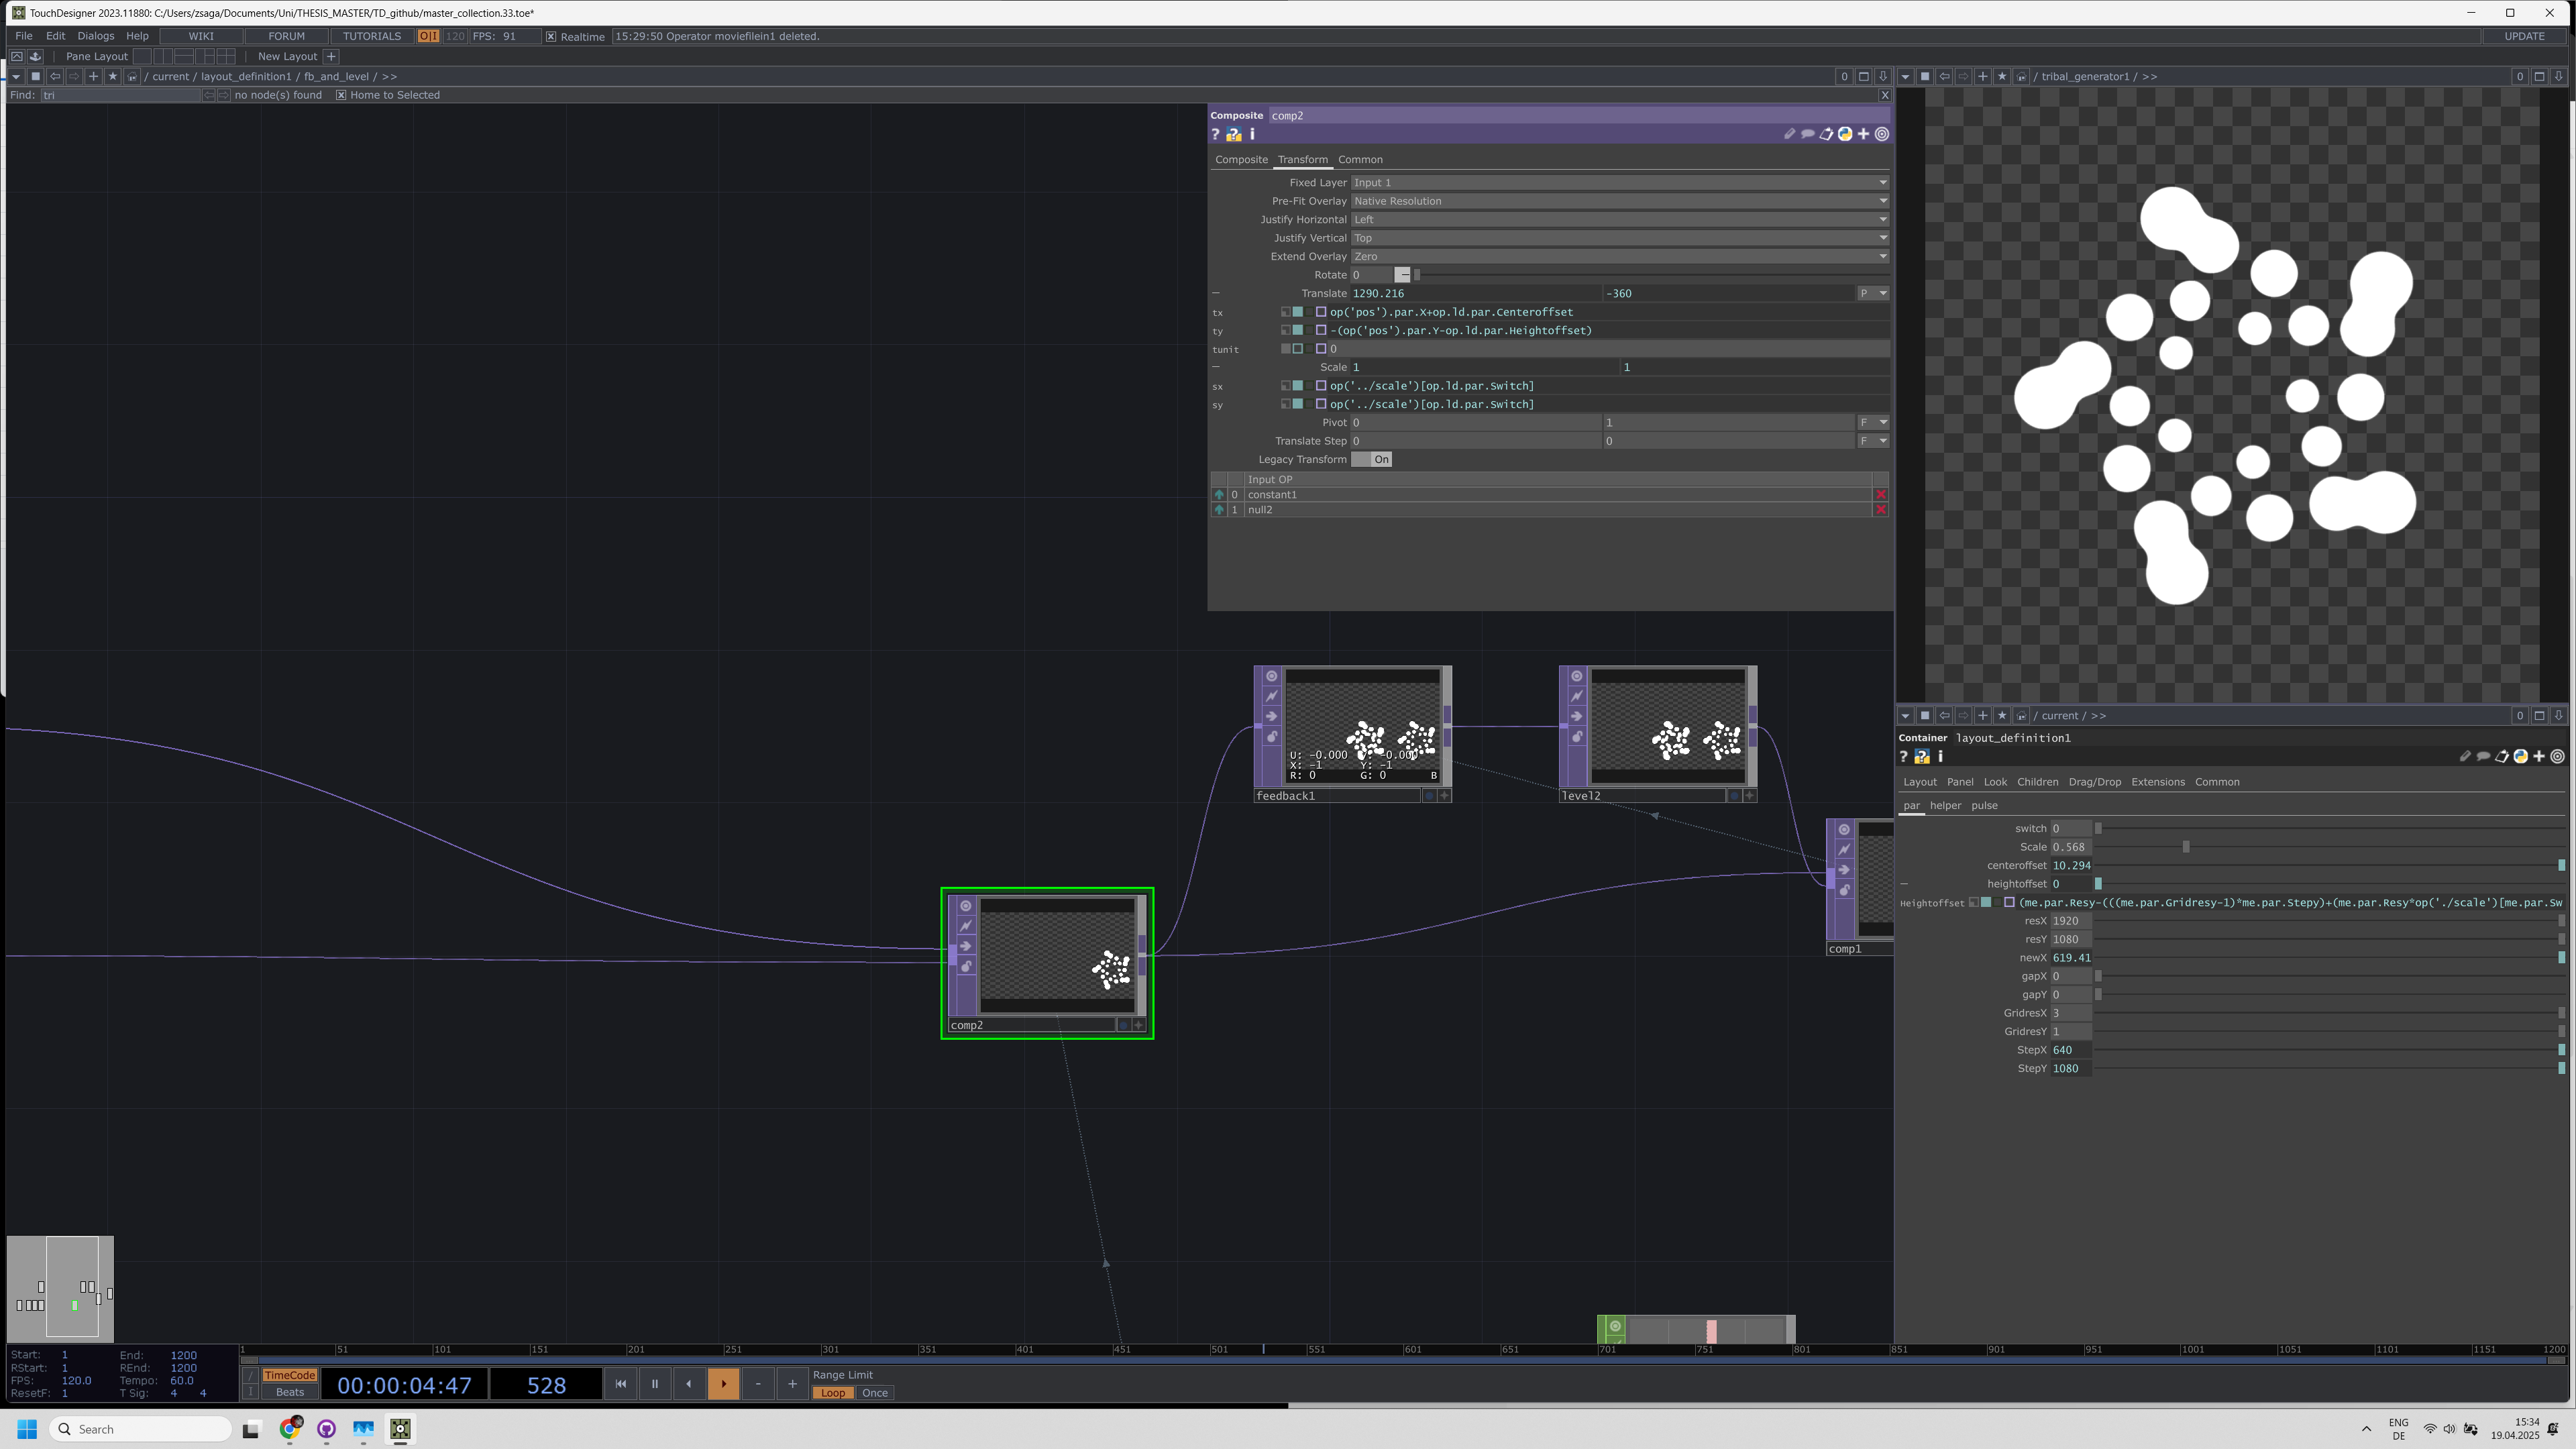 TouchDesigner 2023.11880: C:/Users/zsaga/Documents/Uni/THESIS_MASTER/TD_github/master_collection.33.toe*
File Edit Dialogs Help WIKI FORUM TUTORIALS O|I 120 FPS: 91 Realtime 15:29:50 Operator moviefilein1 deleted. UPDATE
Pane Layout New Layout +
/ current / layout_definition1 / fb_and_level / >> 0
Find: tri no node(s) found Home to Selected X
Composite comp2
? ? i
Composite Transform Common
Fixed Layer Input 1
Pre-Fit Overlay Native Resolution
Justify Horizontal Left
Justify Vertical Top
Extend Overlay Zero
Rotate 0
Translate 1290.216 -360 P
tx op('pos').par.X+op.ld.par.Centeroffset
ty -(op('pos').par.Y-op.ld.par.Heightoffset)
tunit 0
Scale 1 1
sx op('../scale')[op.ld.par.Switch]
sy op('../scale')[op.ld.par.Switch]
Pivot 0 1 F
Translate Step 0 0 F
Legacy Transform On
Input OP
0 constant1
1 null2
U: -0.000 -0.000
X: -1 Y: -1
R: 0 G: 0 B
feedback1
level2
comp1
comp2
/ tribal_generator1 / >> 0
/ current / >> 0
Container layout_definition1
? ? i
Layout Panel Look Children Drag/Drop Extensions Common
par helper pulse
switch 0
Scale 0.568
centeroffset 10.294
heightoffset 0
Heightoffset (me.par.Resy-(((me.par.Gridresy-1)*me.par.Stepy)+(me.par.Resy*op('./scale')[me.par.Sw
resX 1920
resY 1080
newX 619.41
gapX 0
gapY 0
GridresX 3
GridresY 1
StepX 640
StepY 1080
1 51 101 151 201 251 301 351 401 451 501 551 601 651 701 751 801 851 901 951 1001 1051 1101 1151 1200
Start: 1 End: 1200
RStart: 1 REnd: 1200
FPS: 120.0 Tempo: 60.0
ResetF: 1 T Sig: 4 4
TimeCode
Beats
00:00:04:47 528
Range Limit
Loop Once
Search
ENG
DE
15:34
19.04.2025